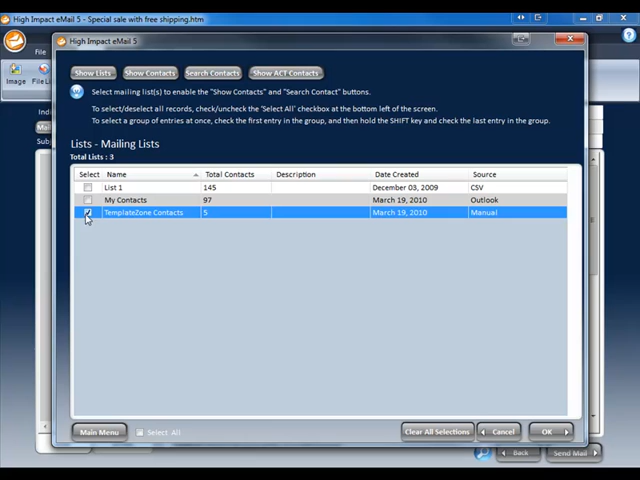 High Impact eMail 5 - Special sale with free shipping.htm
High Impact eMail 5
File
Image
Show Lists Show Contacts Search Contacts Show ACT Contacts
Select mailing list(s) to enable the "Show Contacts" and "Search Contact" buttons.
To select/deselect all records, check/uncheck the 'Select All' checkbox at the bottom left of the screen.
To select a group of entries at once, check the first entry in the group, and then hold the SHIFT key and check the last entry in the group.
Lists - Mailing Lists
Total Lists : 3
Select Name Total Contacts Description Date Created Source
List 1 145 December 03, 2009 CSV
My Contacts 97 March 19, 2010 Outlook
TemplateZone Contacts 5 March 19, 2010 Manual
Main Menu Select All Clear All Selections Cancel OK
Back Send Mail